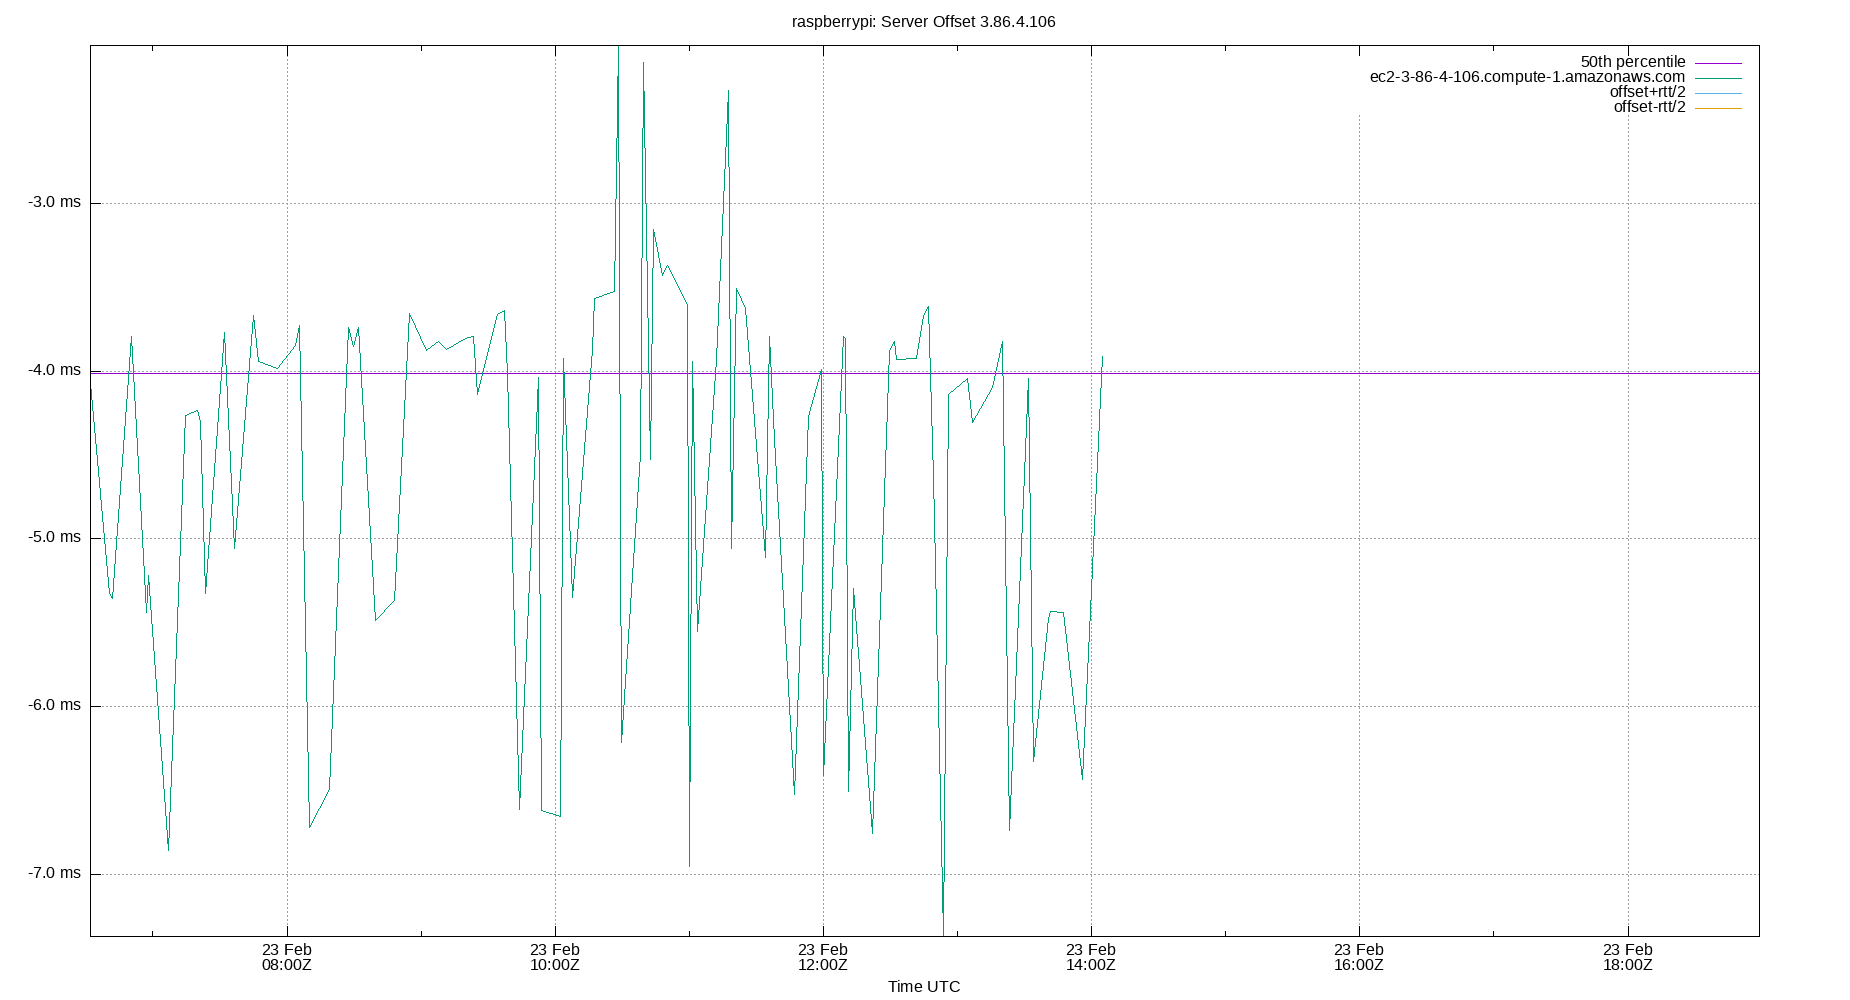 raspberrypi: Server Offset 3.86.4.106
50th percentile
ec2-3-86-4-106.compute-1.amazonaws.com
offset+rtt/2
offset-rtt/2
-3.0 ms
-4.0 ms
-5.0 ms
-6.0 ms
-7.0 ms
23 Feb 23 Feb 23 Feb 23 Feb 23 Feb 23 Feb
08:00Z 10:00Z 12:00Z 14:00Z 16:00Z 18:00Z
Time UTC